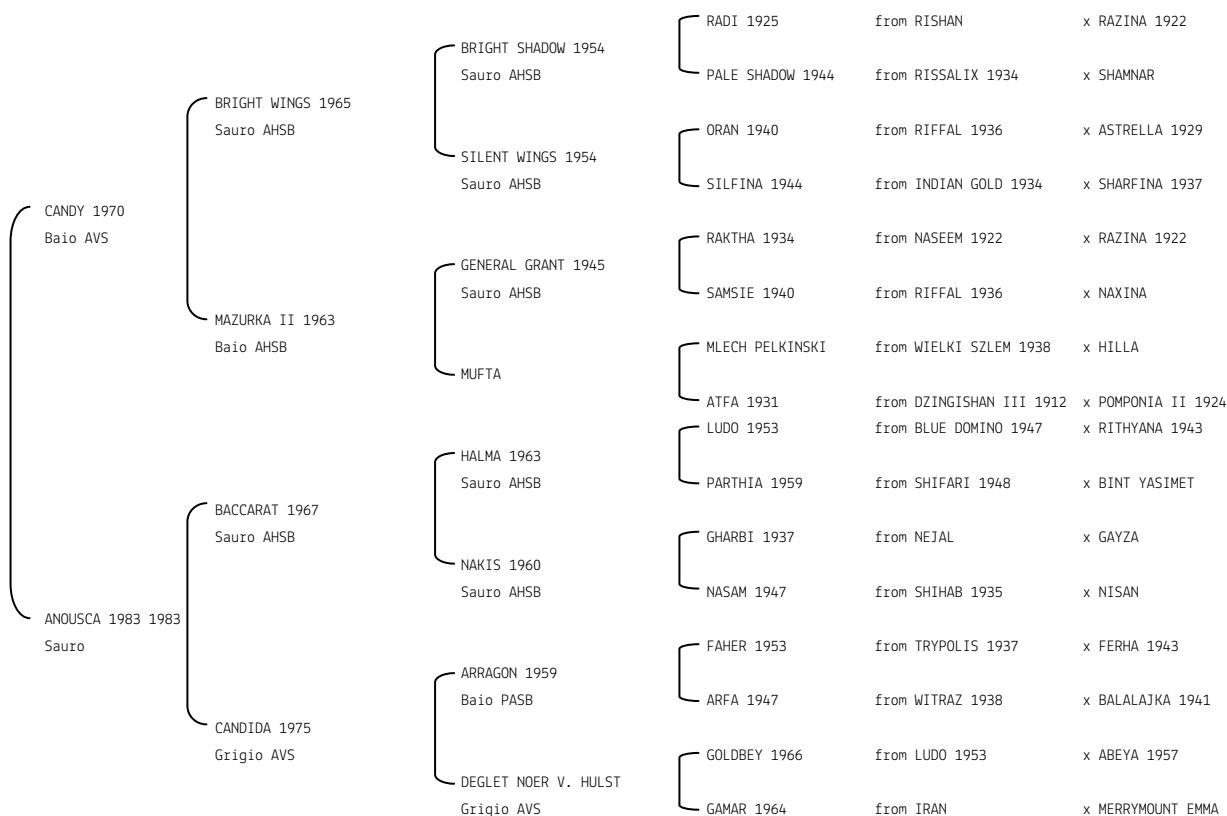 RADI 1925 from RISHAN x RAZINA 1922
BRIGHT SHADOW 1954
Sauro AHSB
PALE SHADOW 1944 from RISSALIX 1934 x SHAMNAR
BRIGHT WINGS 1965
Sauro AHSB
ORAN 1940 from RIFFAL 1936 x ASTRELLA 1929
SILENT WINGS 1954
Sauro AHSB
SILFINA 1944 from INDIAN GOLD 1934 x SHARFINA 1937
CANDY 1970
Baio AVS
RAKTHA 1934 from NASEEM 1922 x RAZINA 1922
GENERAL GRANT 1945
Sauro AHSB
SAMSIE 1940 from RIFFAL 1936 x NAXINA
MAZURKA II 1963
Baio AHSB
MLECH PELKINSKI from WIELKI SZLEM 1938 x HILLA
MUFTA
ATFA 1931 from DZINGISHAN III 1912 x POMPONIA II 1924
LUDO 1953 from BLUE DOMINO 1947 x RITHYANA 1943
HALMA 1963
Sauro AHSB
PARTHIA 1959 from SHIFARI 1948 x BINT YASIMET
BACCARAT 1967
Sauro AHSB
GHARBI 1937 from NEJAL x GAYZA
NAKIS 1960
Sauro AHSB
NASAM 1947 from SHIHAB 1935 x NISAN
ANOUSCA 1983 1983
Sauro
FAHER 1953 from TRYPOLIS 1937 x FERHA 1943
ARRAGON 1959
Baio PASB
ARFA 1947 from WITRAZ 1938 x BALALAJKA 1941
CANDIDA 1975
Grigio AVS
GOLDBEY 1966 from LUDO 1953 x ABEYA 1957
DEGLET NOER V. HULST
Grigio AVS
GAMAR 1964 from IRAN x MERRYMOUNT EMMA